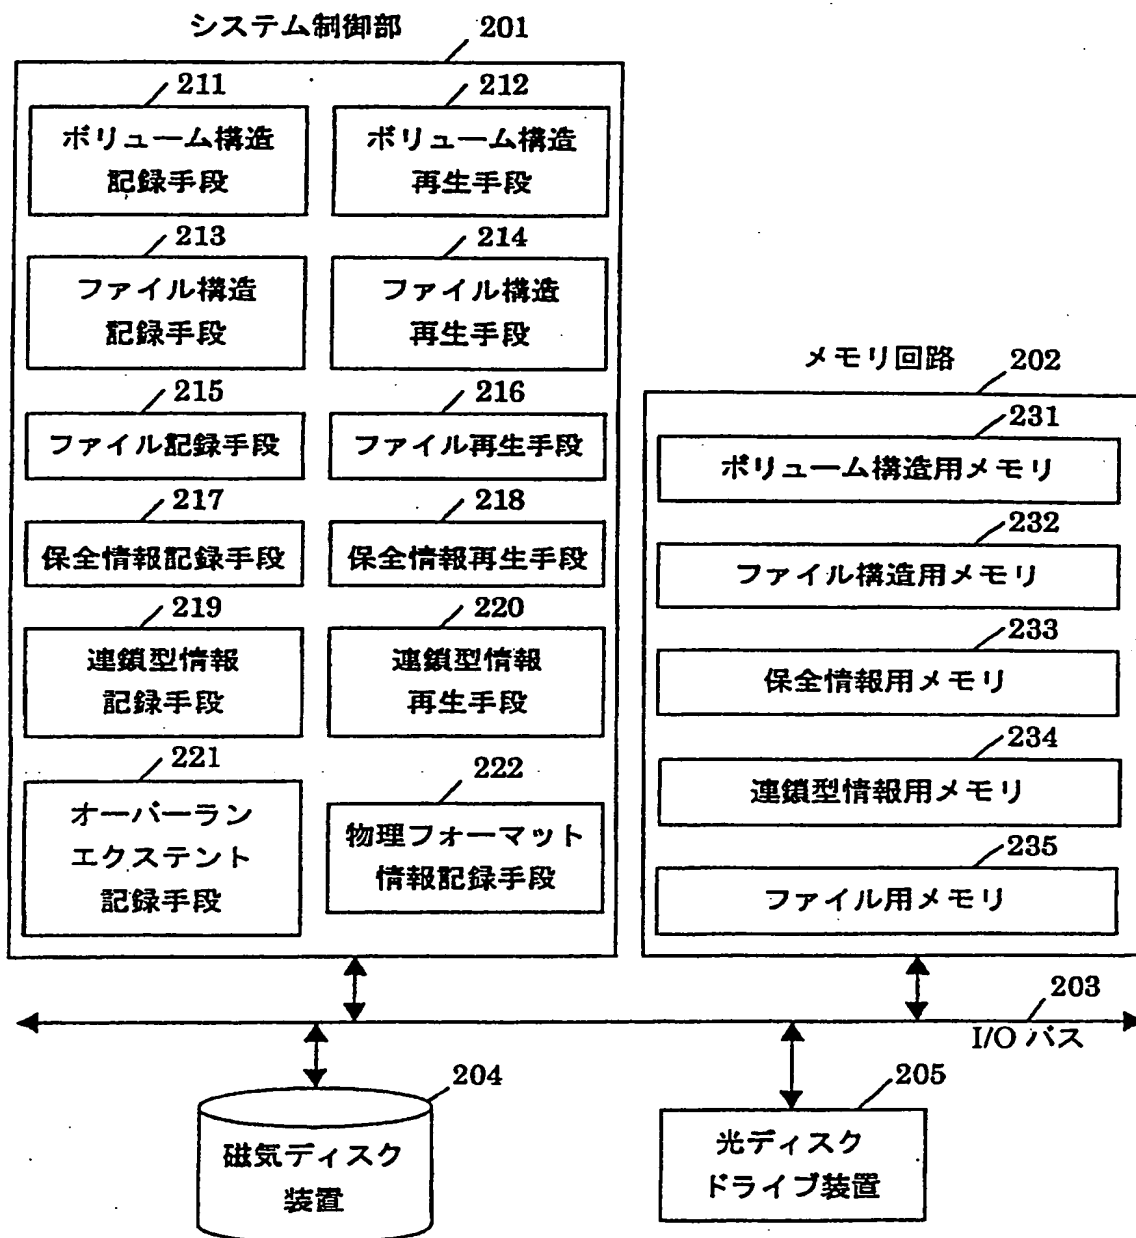 システム制御部 201
211 212
ボリューム構造 ボリューム構造
記録手段 再生手段
213 214
ファイル構造 ファイル構造
記録手段 再生手段
215 216
ファイル記録手段 ファイル再生手段
217 218
保全情報記録手段 保全情報再生手段
219 220
連鎖型情報 連鎖型情報
記録手段 再生手段
221 222
オーバーラン
エクステント
記録手段
物理フォーマット
情報記録手段
メモリ回路 202
231
ボリューム構造用メモリ
232
ファイル構造用メモリ
233
保全情報用メモリ
234
連鎖型情報用メモリ
235
ファイル用メモリ
203
I/O バス
204 205
磁気ディスク
装置
光ディスク
ドライブ装置